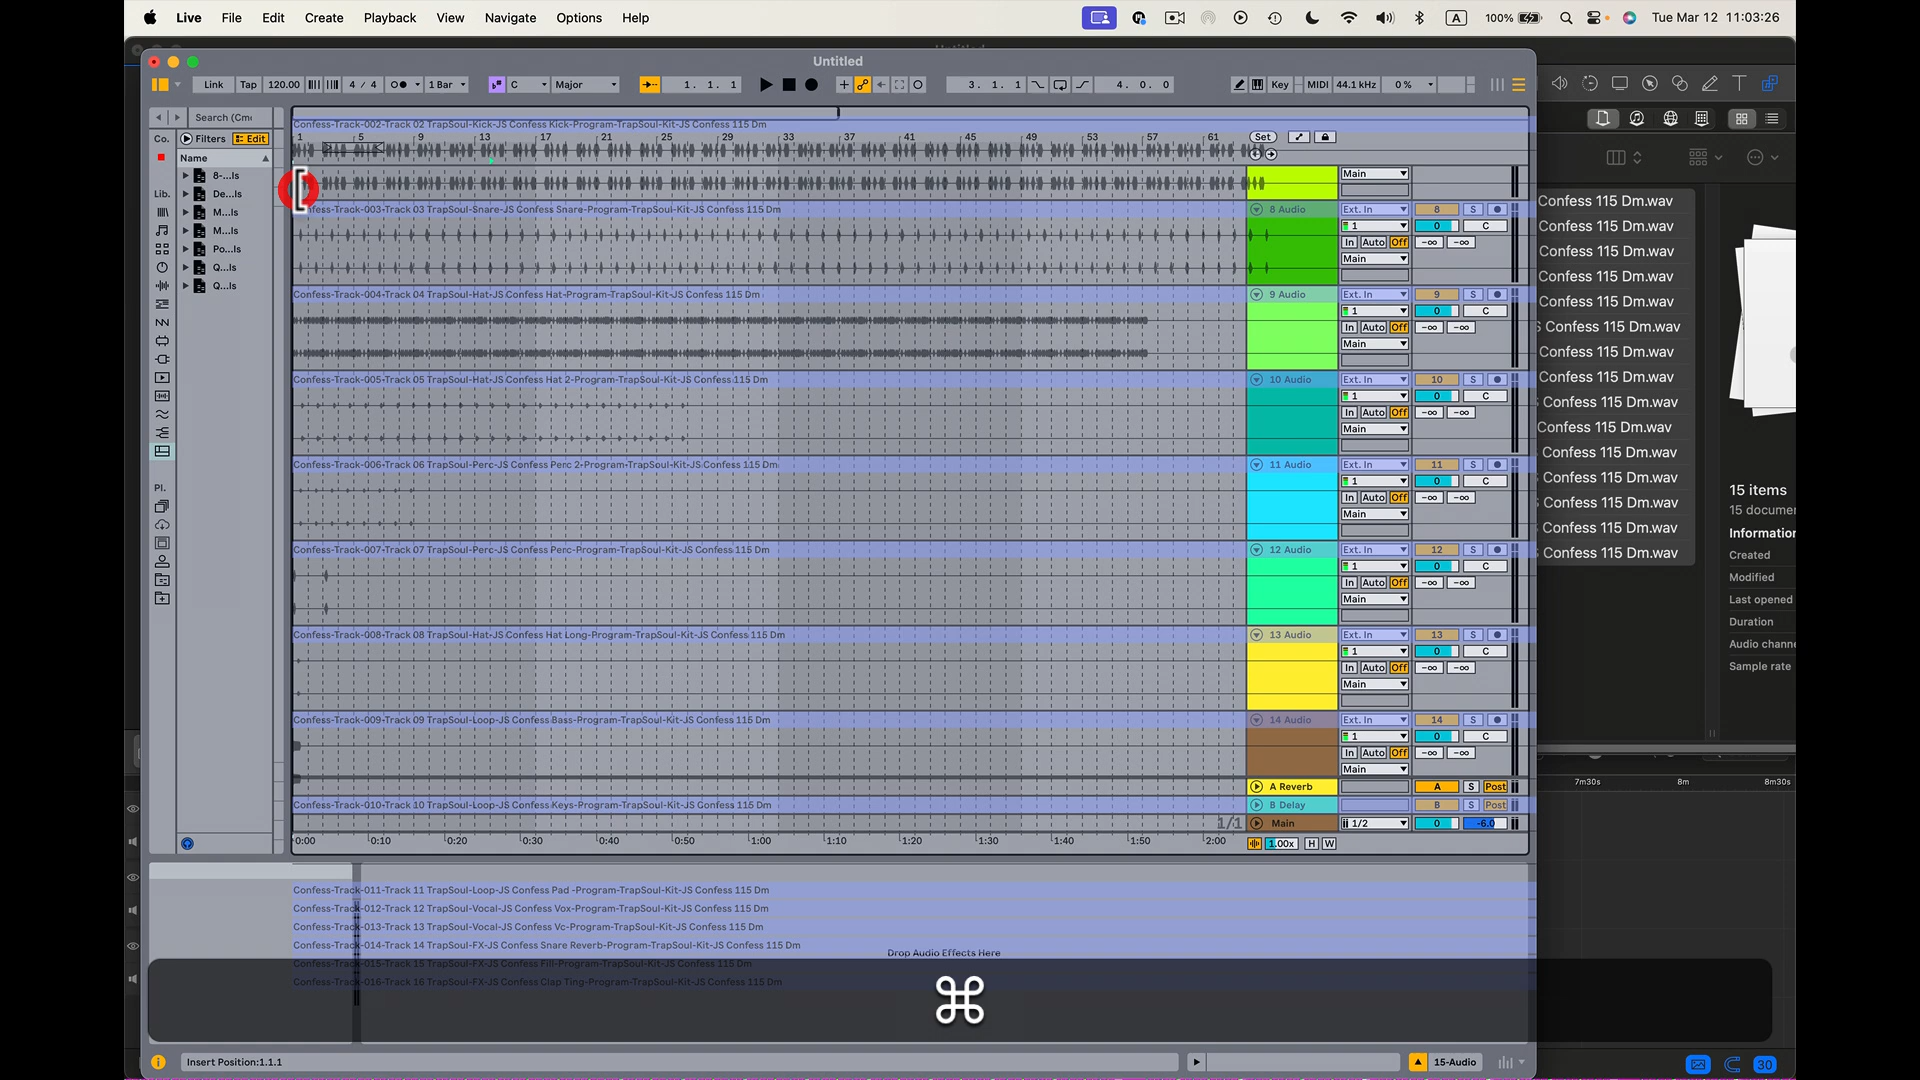 Live File Edit Create Playback View Navigate Options Help
A 100% Tue Mar 12 11:03:26
Untitled
Link Tap 120.00 4 / 4 1 Bar C Major 1. 1. 1 3. 1. 1 4. 0. 0 Key MIDI 44.1 kHz 0 %
Search (Cm
Confess-Track-002-Track 02 TrapSoul-Kick-JS Confess Kick-Program-TrapSoul-Kit-JS Confess 115 Dm
Co. Filters Edit
1 5 9 13 17 21 25 29 33 37 41 45 49 53 57 61 Set
Name
8-...ls
Lib. De...ls
M...ls
M...ls
Po...ls
Q...ls
Q...ls
Pl.
Main
fess-Track-003-Track 03 TrapSoul-Snare-JS Confess Snare-Program-TrapSoul-Kit-JS Confess 115 Dm
8 Audio Ext. In 8 S
1 0 C
In Auto Off -∞ -∞
Main
Confess-Track-004-Track 04 TrapSoul-Hat-JS Confess Hat-Program-TrapSoul-Kit-JS Confess 115 Dm
9 Audio Ext. In 9 S
1 0 C
In Auto Off -∞ -∞
Main
Confess-Track-005-Track 05 TrapSoul-Hat-JS Confess Hat 2-Program-TrapSoul-Kit-JS Confess 115 Dm
10 Audio Ext. In 10 S
1 0 C
In Auto Off -∞ -∞
Main
Confess-Track-006-Track 06 TrapSoul-Perc-JS Confess Perc 2-Program-TrapSoul-Kit-JS Confess 115 Dm
11 Audio Ext. In 11 S
1 0 C
In Auto Off -∞ -∞
Main
Confess-Track-007-Track 07 TrapSoul-Perc-JS Confess Perc-Program-TrapSoul-Kit-JS Confess 115 Dm
12 Audio Ext. In 12 S
1 0 C
In Auto Off -∞ -∞
Main
Confess-Track-008-Track 08 TrapSoul-Hat-JS Confess Hat Long-Program-TrapSoul-Kit-JS Confess 115 Dm
13 Audio Ext. In 13 S
1 0 C
In Auto Off -∞ -∞
Main
Confess-Track-009-Track 09 TrapSoul-Loop-JS Confess Bass-Program-TrapSoul-Kit-JS Confess 115 Dm
14 Audio Ext. In 14 S
1 0 C
In Auto Off -∞ -∞
Main
A Reverb A S Post
Confess-Track-010-Track 10 TrapSoul-Loop-JS Confess Keys-Program-TrapSoul-Kit-JS Confess 115 Dm
B Delay B S Post
1/1 Main 1/2 0 -6.0
0:00 0:10 0:20 0:30 0:40 0:50 1:00 1:10 1:20 1:30 1:40 1:50 2:00 1.00x H W
Confess-Track-011-Track 11 TrapSoul-Loop-JS Confess Pad -Program-TrapSoul-Kit-JS Confess 115 Dm
Confess-Track-012-Track 12 TrapSoul-Vocal-JS Confess Vox-Program-TrapSoul-Kit-JS Confess 115 Dm
Confess-Track-013-Track 13 TrapSoul-Vocal-JS Confess Vc-Program-TrapSoul-Kit-JS Confess 115 Dm
Confess-Track-014-Track 14 TrapSoul-FX-JS Confess Snare Reverb-Program-TrapSoul-Kit-JS Confess 115 Dm
Drop Audio Effects Here
Confess-Track-015-Track 15 TrapSoul-FX-JS Confess Fill-Program-TrapSoul-Kit-JS Confess 115 Dm
Confess-Track-016-Track 16 TrapSoul-FX-JS Confess Clap Ting-Program-TrapSoul-Kit-JS Confess 115 Dm
⌘
Insert Position:1.1.1
15-Audio
Confess 115 Dm.wav
Confess 115 Dm.wav
Confess 115 Dm.wav
Confess 115 Dm.wav
Confess 115 Dm.wav
S Confess 115 Dm.wav
Confess 115 Dm.wav
Confess 115 Dm.wav
Confess 115 Dm.wav
Confess 115 Dm.wav
Confess 115 Dm.wav
Confess 115 Dm.wav
Confess 115 Dm.wav
Confess 115 Dm.wav
15 items
15 documen
Information
Created
Modified
Last opened
Duration
Audio chann
Sample rate
7m30s 8m 8m30s
30